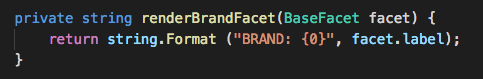 private string renderBrandFacet(BaseFacet facet) {
    return string.Format ("BRAND: {0}", facet.label);
}